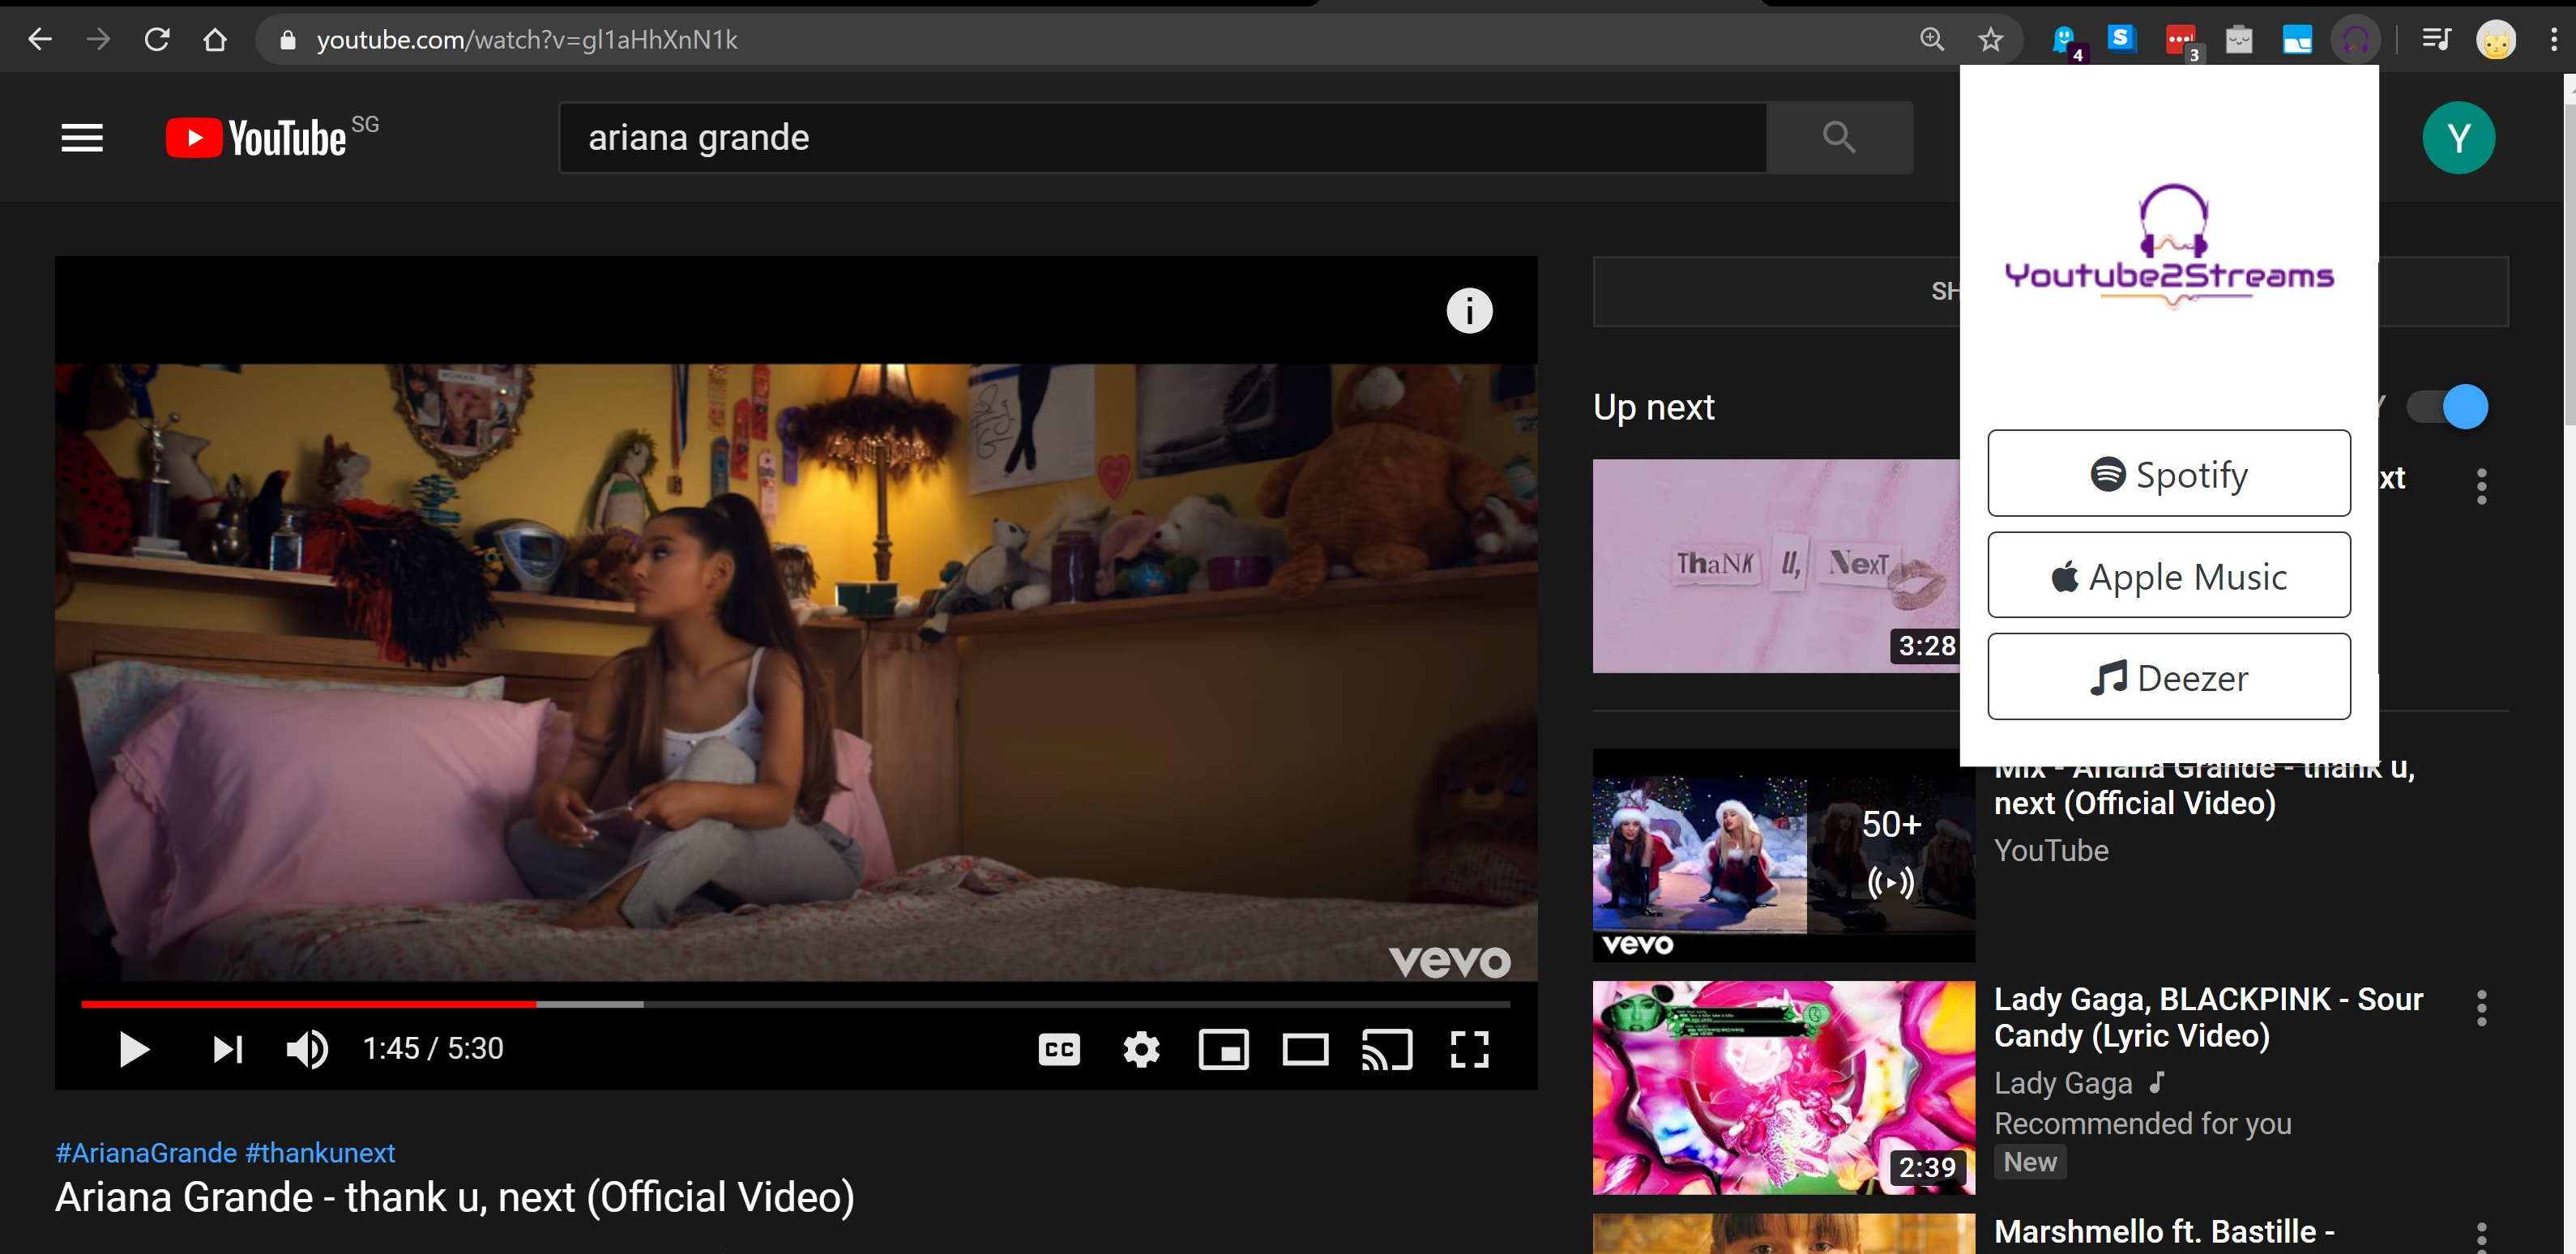 youtube.com/watch?v=gl1aHhXnN1k
4
S
3
YouTube SG
ariana grande
Y
Youtube2Streams
SH
Up next
Y
Spotify
xt
Apple Music
ThaNK U, NexT
3:28
Deezer
Mix - Ariana Grande - thank u,
next (Official Video)
YouTube
50+
vevo
vevo
1:45 / 5:30
CC
Lady Gaga, BLACKPINK - Sour
Candy (Lyric Video)
Lady Gaga
Recommended for you
New
2:39
#ArianaGrande #thankunext
Ariana Grande - thank u, next (Official Video)
Marshmello ft. Bastille -